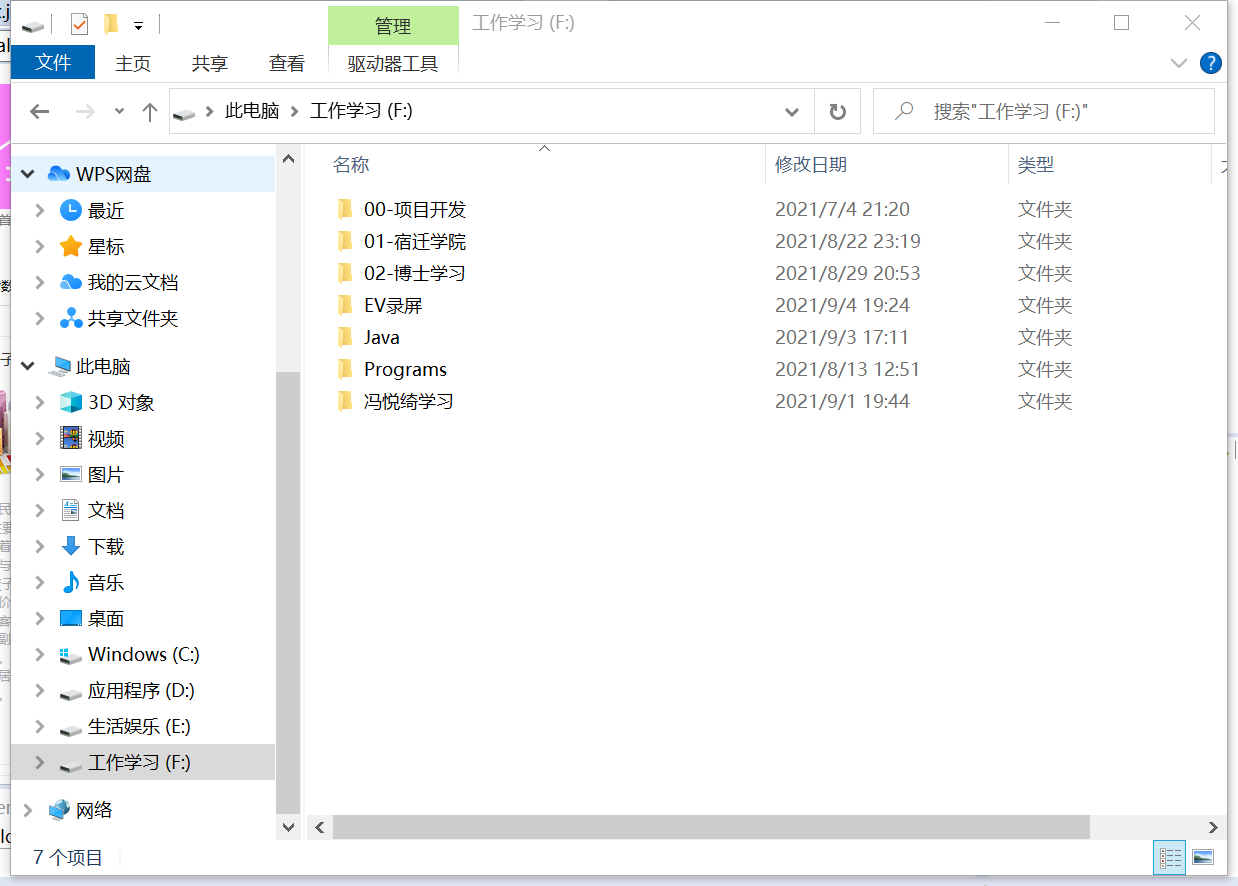 管理
工作学习 (F:)
文件
主页
共享
查看
驱动器工具
此电脑
工作学习 (F:)
搜索"工作学习 (F:)"
名称
修改日期
类型
WPS网盘
最近
星标
我的云文档
共享文件夹
此电脑
3D 对象
视频
图片
文档
下载
音乐
桌面
Windows (C:)
应用程序 (D:)
生活娱乐 (E:)
工作学习 (F:)
网络
00-项目开发 2021/7/4 21:20 文件夹
01-宿迁学院 2021/8/22 23:19 文件夹
02-博士学习 2021/8/29 20:53 文件夹
EV录屏 2021/9/4 19:24 文件夹
Java 2021/9/3 17:11 文件夹
Programs 2021/8/13 12:51 文件夹
冯悦绮学习 2021/9/1 19:44 文件夹
7 个项目